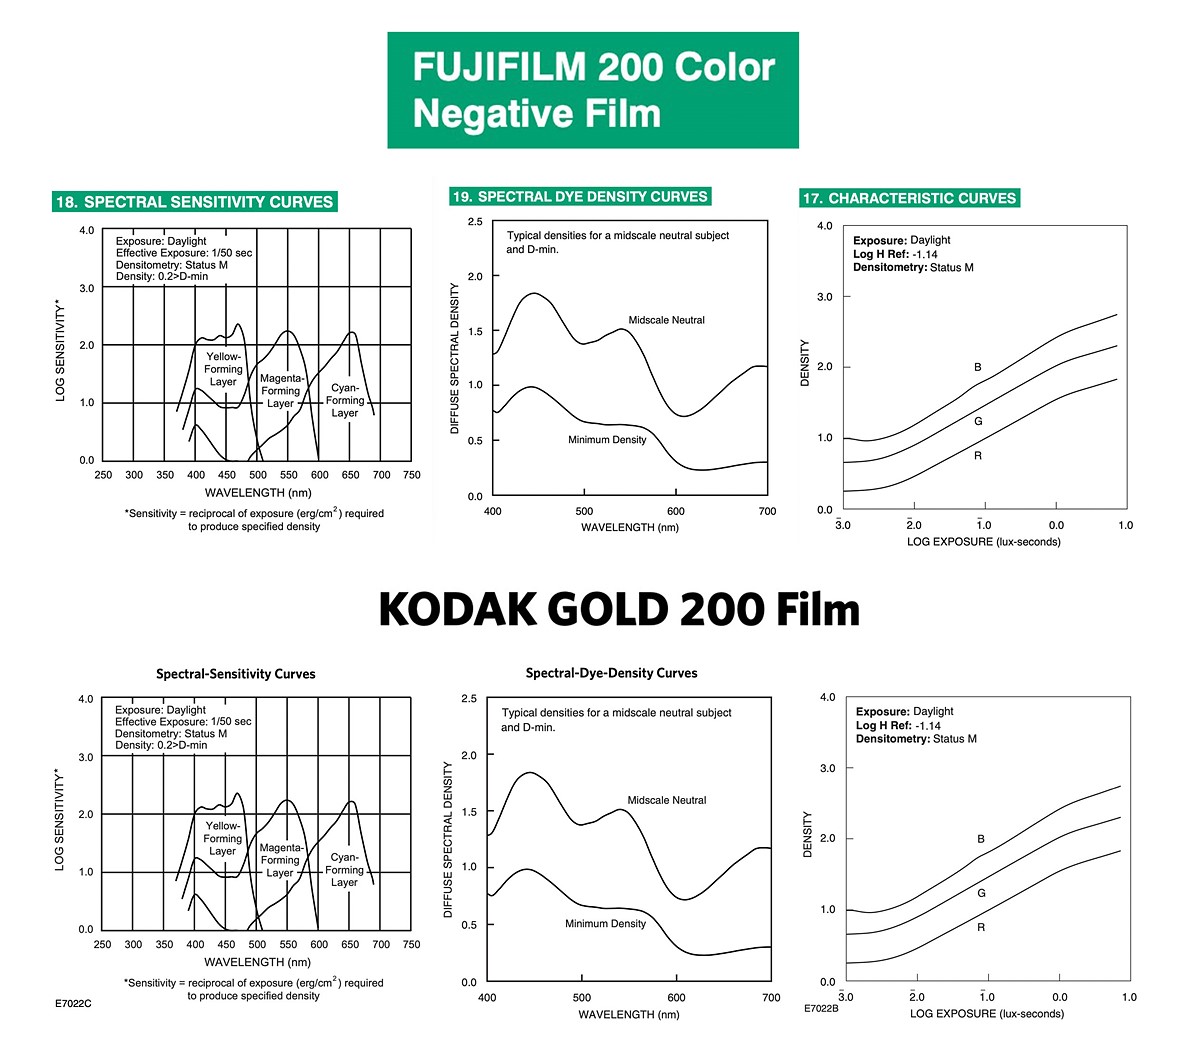 FUJIFILM 200 Color
Negative Film
18. SPECTRAL SENSITIVITY CURVES
4.0
3.0
2.0
1.0
0.0
LOG SENSITIVITY*
Exposure: Daylight
Effective Exposure: 1/50 sec
Densitometry: Status M
Density: 0.2>D-min
Yellow-
Forming
Layer
Magenta-
Forming
Layer
Cyan-
Forming
Layer
250 300 350 400 450 500 550 600 650 700 750
WAVELENGTH (nm)
*Sensitivity = reciprocal of exposure (erg/cm2) required
to produce specified density
19. SPECTRAL DYE DENSITY CURVES
2.5
2.0
1.5
1.0
0.5
0.0
DIFFUSE SPECTRAL DENSITY
Typical densities for a midscale neutral subject
and D-min.
Midscale Neutral
Minimum Density
400 500 600 700
WAVELENGTH (nm)
17. CHARACTERISTIC CURVES
4.0
3.0
2.0
1.0
0.0
DENSITY
Exposure: Daylight
Log H Ref: -1.14
Densitometry: Status M
B
G
R
3.0 2.0 1.0 0.0 1.0
LOG EXPOSURE (lux-seconds)
KODAK GOLD 200 Film
Spectral-Sensitivity Curves
4.0
3.0
2.0
1.0
0.0
LOG SENSITIVITY*
Exposure: Daylight
Effective Exposure: 1/50 sec
Densitometry: Status M
Density: 0.2>D-min
Yellow-
Forming
Layer
Magenta-
Forming
Layer
Cyan-
Forming
Layer
250 300 350 400 450 500 550 600 650 700 750
WAVELENGTH (nm)
*Sensitivity = reciprocal of exposure (erg/cm2) required
to produce specified density
E7022C
Spectral-Dye-Density Curves
2.5
2.0
1.5
1.0
0.5
0.0
DIFFUSE SPECTRAL DENSITY
Typical densities for a midscale neutral subject
and D-min.
Midscale Neutral
Minimum Density
400 500 600 700
WAVELENGTH (nm)
4.0
3.0
2.0
1.0
0.0
DENSITY
Exposure: Daylight
Log H Ref: -1.14
Densitometry: Status M
B
G
R
3.0 2.0 1.0 0.0 1.0
E7022B
LOG EXPOSURE (lux-seconds)